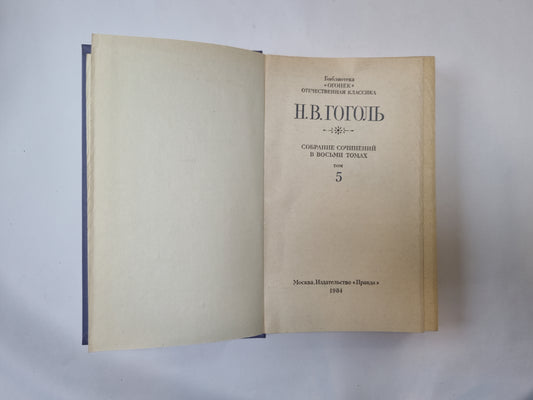 Библиотека
«ОГОНЕК»
ОТЕЧЕСТВЕННАЯ КЛАССИКА
Н.В.ГОГОЛЬ
СОБРАНИЕ СОЧИНЕНИЙ
В ВОСЬМИ ТОМАХ
ТОМ
5
Москва. Издательство «Правда»
1984